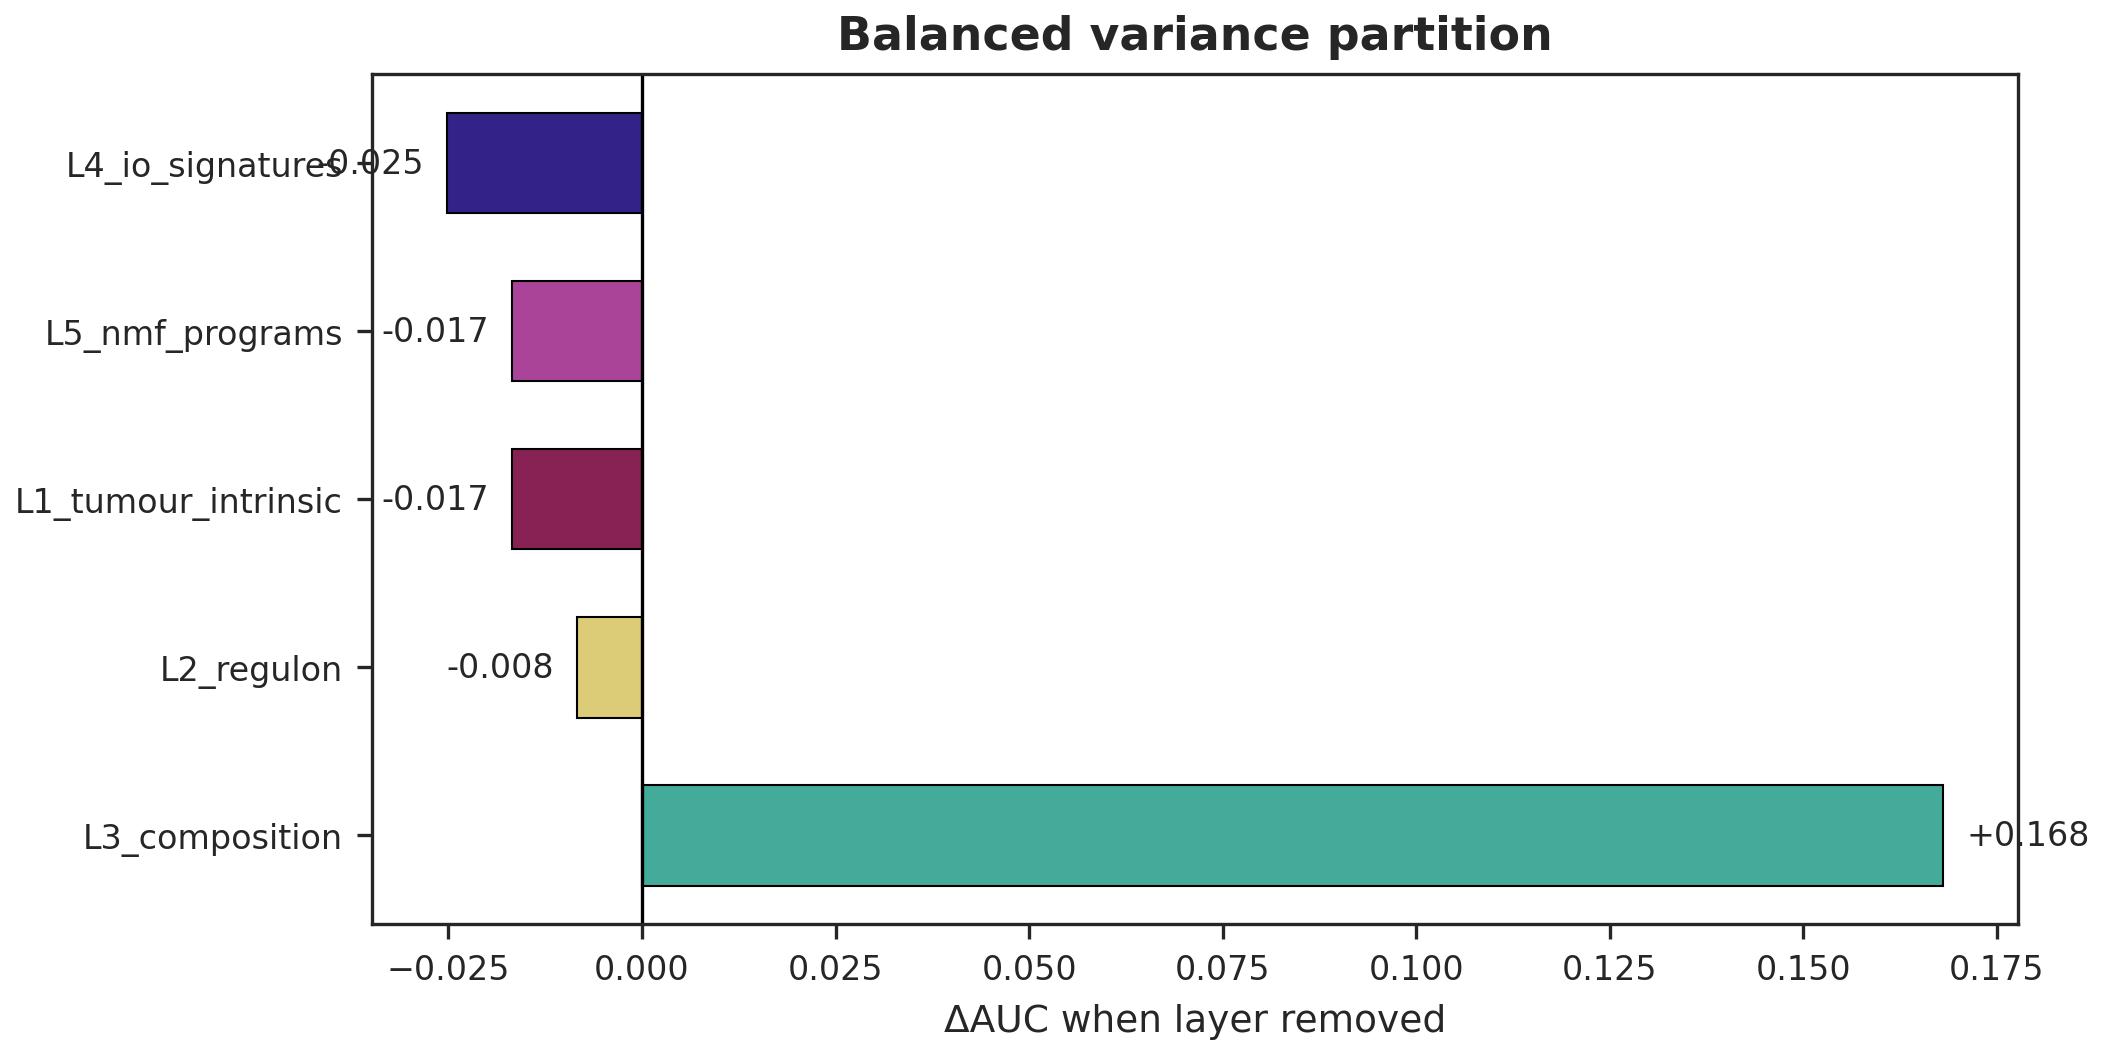 Balanced variance partition
L4_io_signatures
-0.025
L5_nmf_programs
-0.017
L1_tumour_intrinsic
-0.017
L2_regulon
-0.008
L3_composition
+0.168
−0.025 0.000 0.025 0.050 0.075 0.100 0.125 0.150 0.175
ΔAUC when layer removed